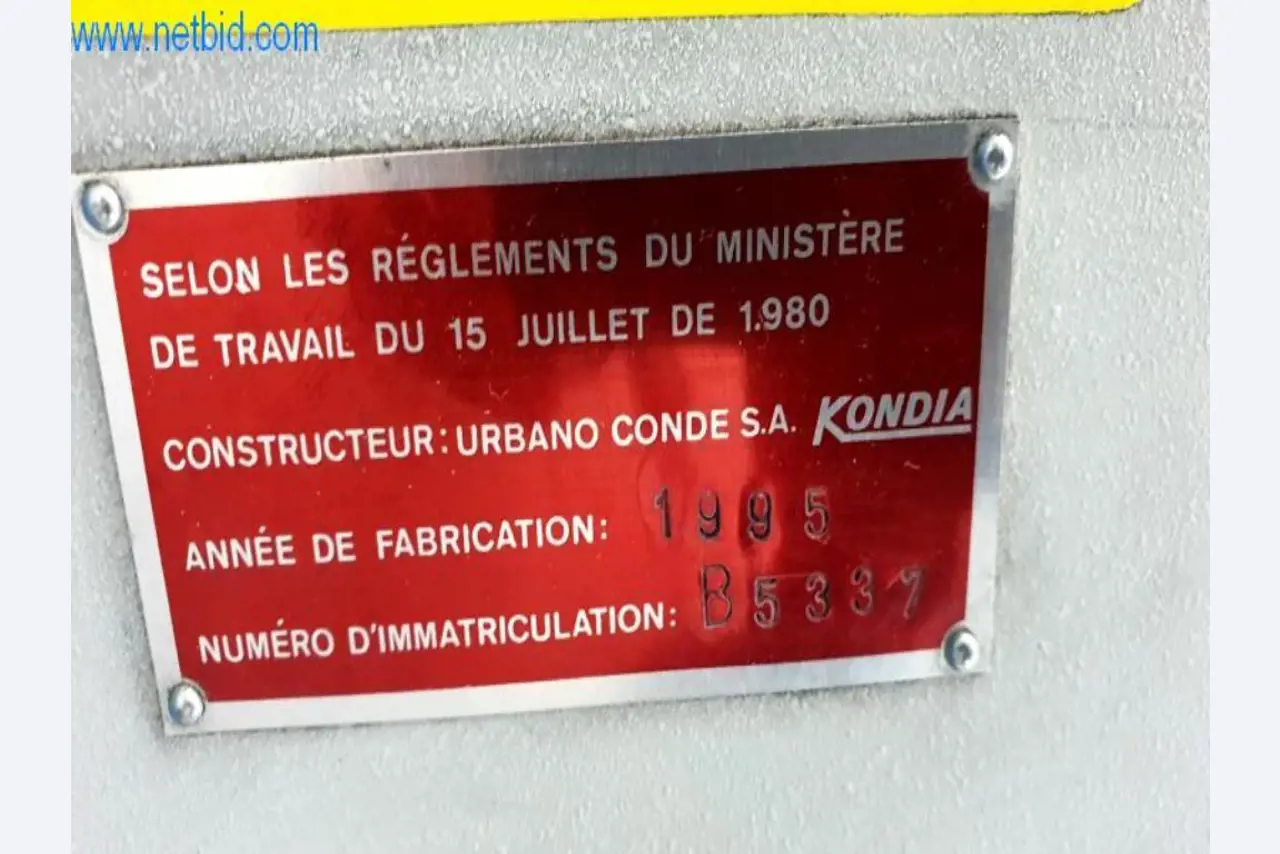 www.netbid.com
SELON LES RÉGLEMENTS DU MINISTÈRE
DE TRAVAIL DU 15 JUILLET DE 1.980
CONSTRUCTEUR: URBANO CONDE S.A. KONDIA
ANNÉE DE FABRICATION: 1995
NUMÉRO D'IMMATRICULATION: B5337